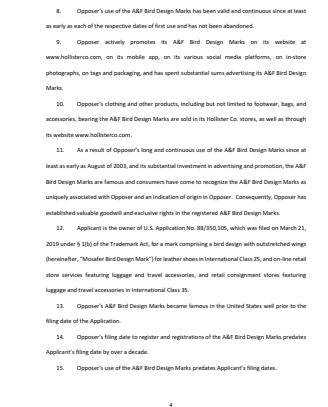 8. Opposer's use of the A&F Bird Design Marks has been valid and continuous since at least
as early as each of the respective dates of first use and has not been abandoned.
9. Opposer actively promotes its A&F Bird Design Marks on its website at
www.hollisterco.com, on its mobile app, on its various social media platforms, on in-store
photographs, on tags and packaging, and has spent substantial sums advertising its A&F Bird Design
Marks.
10. Opposer's clothing and other products, including but not limited to footwear, bags, and
accessories, bearing the A&F Bird Design Marks are sold in its Hollister Co. stores, as well as through
its website www.hollisterco.com.
11. As a result of Opposer's long and continuous use of the A&F Bird Design Marks since at
least as early as August of 2003, and its substantial investment in advertising and promotion, the A&F
Bird Design Marks are famous and consumers have come to recognize the A&F Bird Design Marks as
uniquely associated with Opposer and an indication of origin in Opposer. Consequently, Opposer has
established valuable goodwill and exclusive rights in the registered A&F Bird Design Marks.
12. Applicant is the owner of U.S. Application No. 88/350,105, which was filed on March 21,
2019 under § 1(b) of the Trademark Act, for a mark comprising a bird design with outstretched wings
(hereinafter, "Mosafer Bird Design Mark") for leather shoes in International Class 25, and on-line retail
store services featuring luggage and travel accessories, and retail consignment stores featuring
luggage and travel accessories in International Class 35.
13. Opposer's A&F Bird Design Marks became famous in the United States well prior to the
filing date of the Application.
14. Opposer's filing date to register and registrations of the A&F Bird Design Marks predates
Applicant's filing date by over a decade.
15. Opposer's use of the A&F Bird Design Marks predates Applicant's filing dates.
4